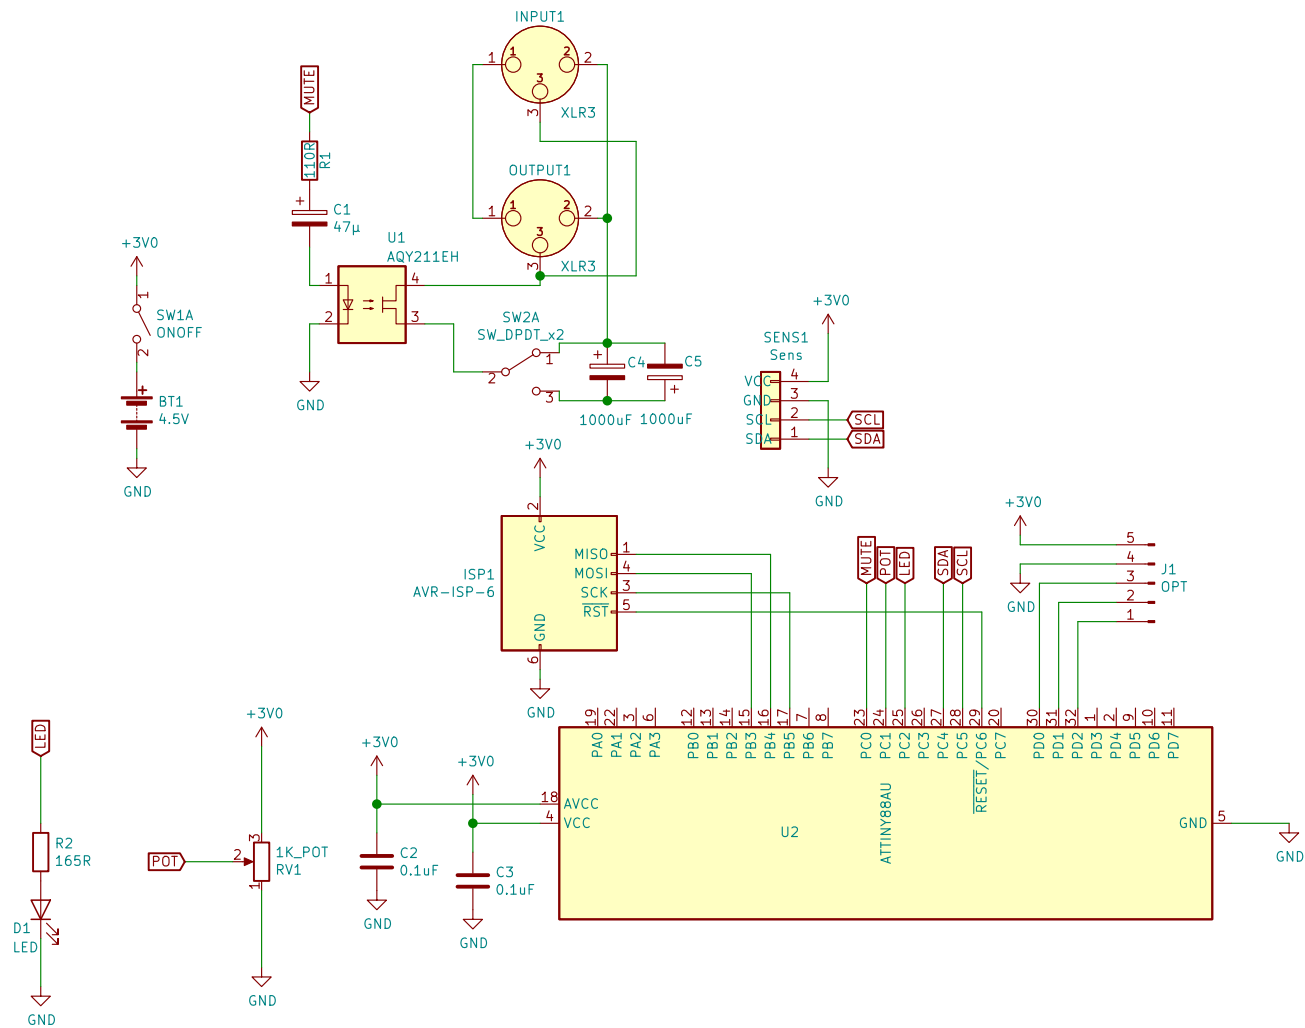 INPUT1
1
1
2
2
3
3
XLR3
MUTE
110R
R1
C1
47µ
OUTPUT1
1
1
2
2
3
3
XLR3
U1
AQY211EH
1
4
2
3
GND
+3V0
1
SW1A
ONOFF
2
BT1
4.5V
GND
SW2A
SW_DPDT_x2
1
2
3
C4
C5
1000uF
1000uF
+3V0
SENS1
Sens
VCC 4
GND 3
SCL 2 SCL
SDA 1 SDA
GND
+3V0
2
VCC
MISO 1
MOSI 4
SCK 3
RST 5
GND
6
ISP1
AVR-ISP-6
GND
MUTE
POT
LED
SDA
SCL
+3V0
5
4
3
2
1
J1
OPT
GND
19 22 3 6 12 13 14 15 16 17 7 8 23 24 25 26 27 28 29 20 30 31 32 1 2 9 10 11
PA0 PA1 PA2 PA3 PB0 PB1 PB2 PB3 PB4 PB5 PB6 PB7 PC0 PC1 PC2 PC3 PC4 PC5 RESET/PC6 PC7 PD0 PD1 PD2 PD3 PD4 PD5 PD6 PD7
18 AVCC
4 VCC
U2
ATTINY88AU
GND 5
GND
LED
R2
165R
D1
LED
GND
+3V0
3
POT
2
1K_POT
RV1
1
GND
+3V0
C2
0.1uF
GND
+3V0
C3
0.1uF
GND